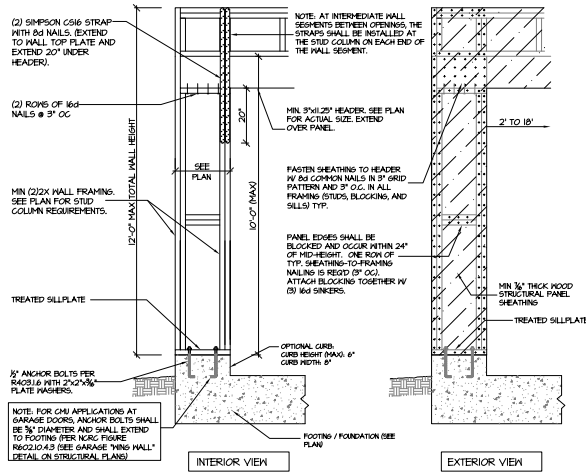 (2) SIMPSON CS16 STRAP
WITH 8d NAILS. (EXTEND
TO WALL TOP PLATE AND
EXTEND 20" UNDER
HEADER).
(2) ROWS OF 16d
NAILS @ 3" OC
12'-0" MAX TOTAL WALL HEIGHT
MIN (2)2X WALL FRAMING.
SEE PLAN FOR STUD
COLUMN REQUIREMENTS.
TREATED SILLPLATE
½" ANCHOR BOLTS PER
R403.1.6 WITH 2"x2"x
PLATE WASHERS.
NOTE: FOR CMU APPLICATIONS AT
GARAGE DOORS, ANCHOR BOLTS SHALL
BE DIAMETER AND SHALL EXTEND
TO FOOTING (PER NCRC FIGURE
R602.10.4.3 (SEE GARAGE "WING WALL"
DETAIL ON STRUCTURAL PLANS)
NOTE: AT INTERMEDIATE WALL
SEGMENTS BETWEEN OPENINGS, THE
STRAPS SHALL BE INSTALLED AT
THE STUD COLUMN ON EACH END OF
THE WALL SEGMENT.
20"
MIN. 3"x11.25" HEADER. SEE PLAN
FOR ACTUAL SIZE. EXTEND
OVER PANEL.
SEE
PLAN
10'-0" (MAX)
FASTEN SHEATHING TO HEADER
W/ 8d COMMON NAILS IN 3" GRID
PATTERN AND 3" O.C. IN ALL
FRAMING (STUDS, BLOCKING, AND
SILLS) TYP.
PANEL EDGES SHALL BE
BLOCKED AND OCCUR WITHIN 24"
OF MID-HEIGHT. ONE ROW OF
TYP. SHEATHING-TO-FRAMING
NAILING IS REQ'D (3" OC).
ATTACH BLOCKING TOGETHER W/
(3) 16d SINKERS.
OPTIONAL CURB:
CURB HEIGHT (MAX): 6"
CURB WIDTH: 8"
FOOTING / FOUNDATION (SEE
PLAN)
INTERIOR VIEW
2' TO 18'
MIN THICK WOOD
STRUCTURAL PANEL
SHEATHING
TREATED SILLPLATE
EXTERIOR VIEW